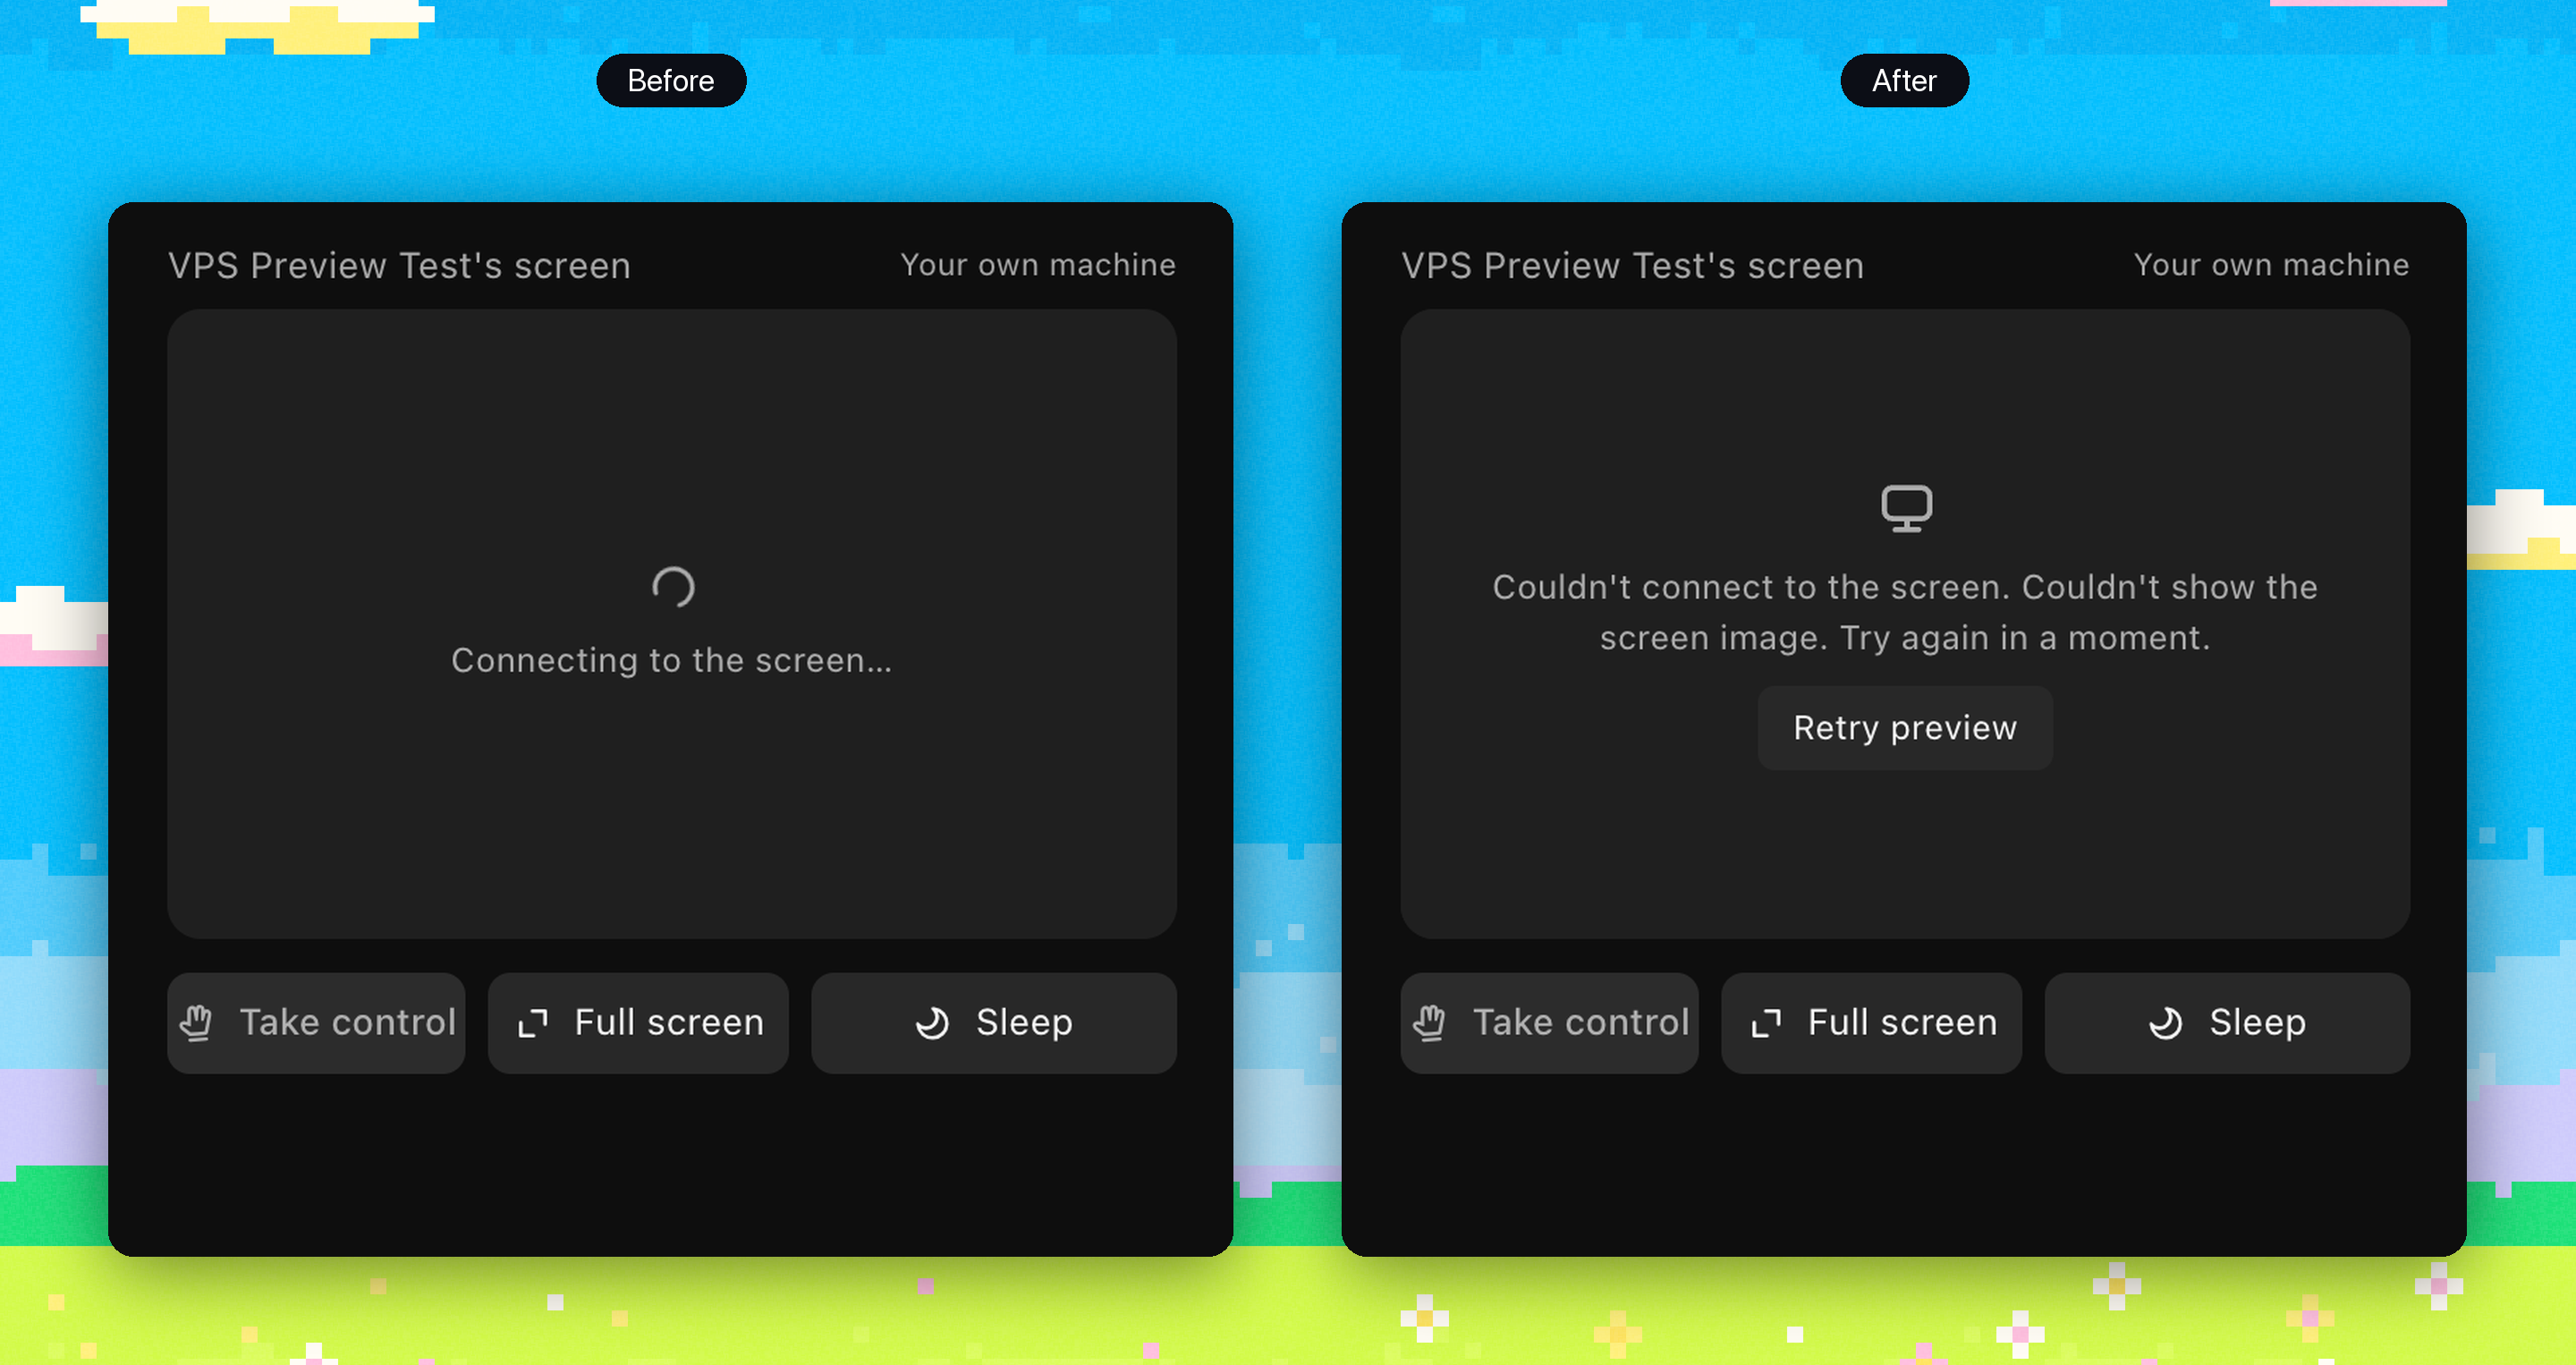 Before
VPS Preview Test's screen
Your own machine
Connecting to the screen...
Take control
Full screen
Sleep
After
VPS Preview Test's screen
Your own machine
Couldn't connect to the screen. Couldn't show the
screen image. Try again in a moment.
Retry preview
Take control
Full screen
Sleep